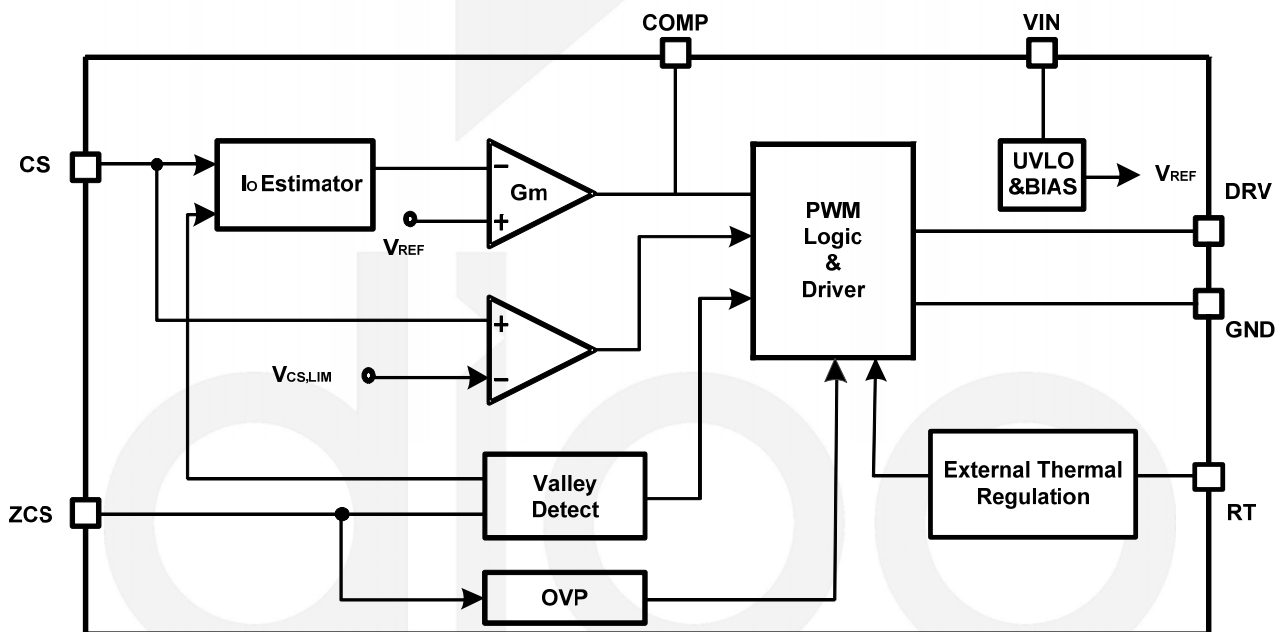 COMP
VIN
CS
Io Estimator
−
Gm
+
VREF
PWM
Logic
&
Driver
UVLO
&BIAS
VREF
DRV
GND
+
−
VCS,LIM
ZCS
Valley
Detect
OVP
External Thermal
Regulation
RT
dioo